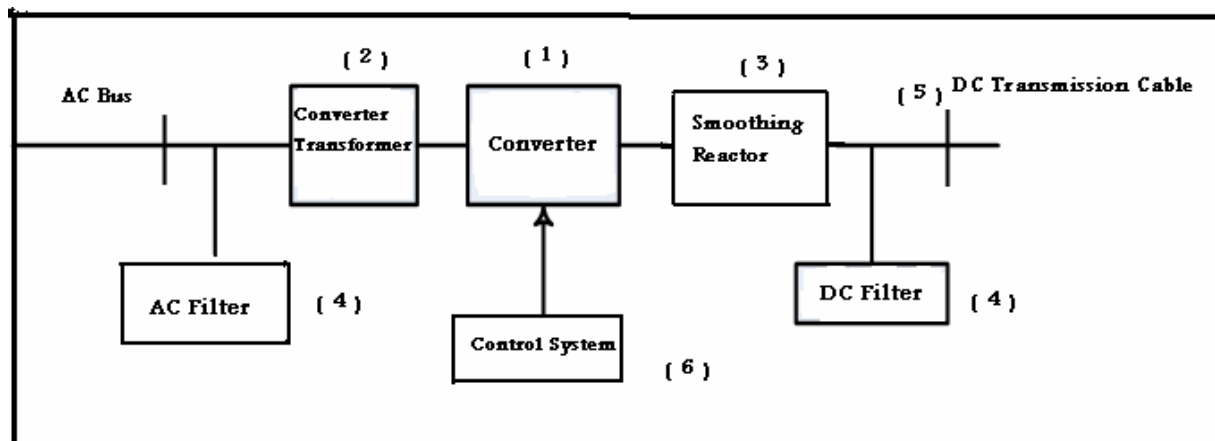 ( 2 )
( 1 )
( 3 )
AC Bus
( 5 )
DC Transmission Cable
Converter
Transformer
Converter
Smoothing
Reactor
AC Filter
( 4 )
DC Filter
( 4 )
Control System
( 6 )